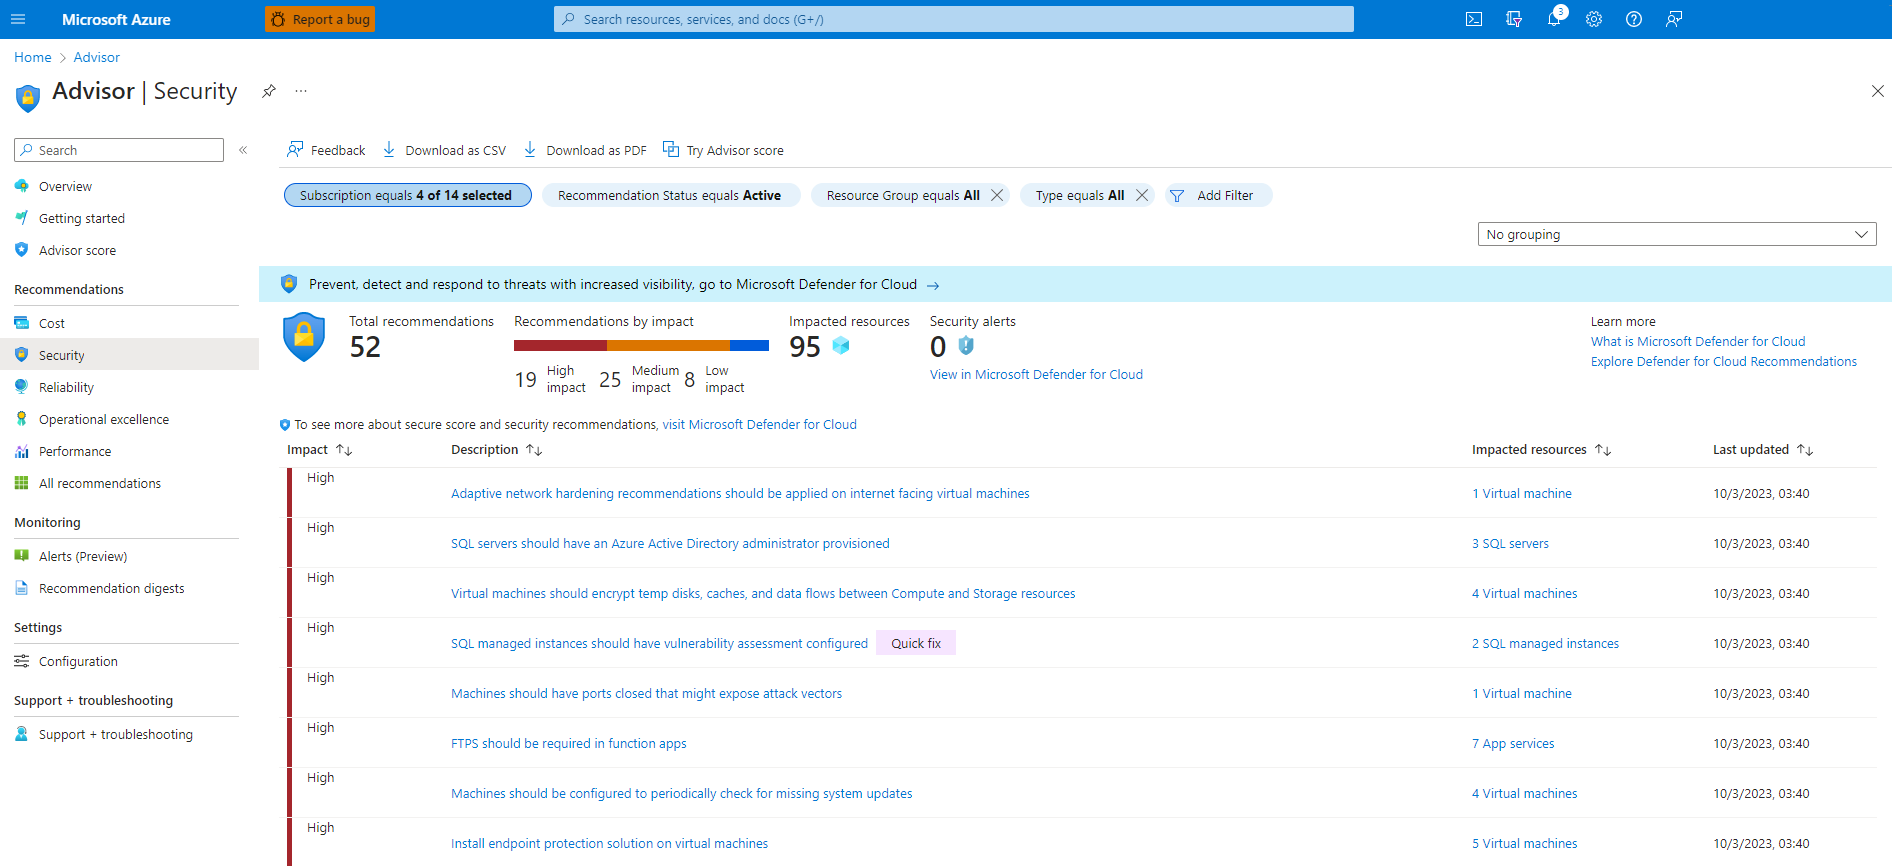 Microsoft Azure
Report a bug
Search resources, services, and docs (G+/)
3
Home > Advisor
Advisor | Security
...
Search
«
Overview
Getting started
Advisor score
Recommendations
Cost
Security
Reliability
Operational excellence
Performance
All recommendations
Monitoring
Alerts (Preview)
Recommendation digests
Settings
Configuration
Support + troubleshooting
Support + troubleshooting
Feedback Download as CSV Download as PDF Try Advisor score
Subscription equals 4 of 14 selected Recommendation Status equals Active Resource Group equals All Type equals All Add Filter
No grouping
Prevent, detect and respond to threats with increased visibility, go to Microsoft Defender for Cloud →
Total recommendations
52
Recommendations by impact
19 High impact 25 Medium impact 8 Low impact
Impacted resources
95
Security alerts
0
View in Microsoft Defender for Cloud
Learn more
What is Microsoft Defender for Cloud
Explore Defender for Cloud Recommendations
To see more about secure score and security recommendations, visit Microsoft Defender for Cloud
Impact ↑↓ Description ↑↓ Impacted resources ↑↓ Last updated ↑↓
High Adaptive network hardening recommendations should be applied on internet facing virtual machines 1 Virtual machine 10/3/2023, 03:40
High SQL servers should have an Azure Active Directory administrator provisioned 3 SQL servers 10/3/2023, 03:40
High Virtual machines should encrypt temp disks, caches, and data flows between Compute and Storage resources 4 Virtual machines 10/3/2023, 03:40
High SQL managed instances should have vulnerability assessment configured Quick fix 2 SQL managed instances 10/3/2023, 03:40
High Machines should have ports closed that might expose attack vectors 1 Virtual machine 10/3/2023, 03:40
High FTPS should be required in function apps 7 App services 10/3/2023, 03:40
High Machines should be configured to periodically check for missing system updates 4 Virtual machines 10/3/2023, 03:40
High Install endpoint protection solution on virtual machines 5 Virtual machines 10/3/2023, 03:40